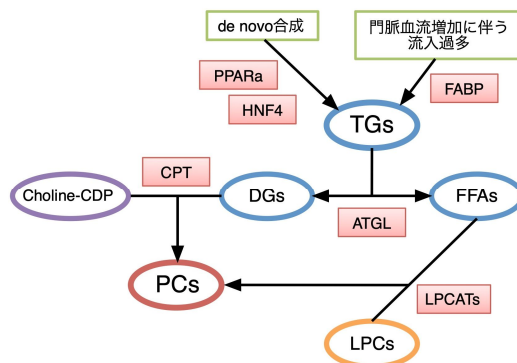 de novo合成
門脈血流増加に伴う
流入過多
PPARa
HNF4
FABP
TGs
CPT
Choline-CDP
DGs
ATGL
FFAs
PCs
LPCATs
LPCs